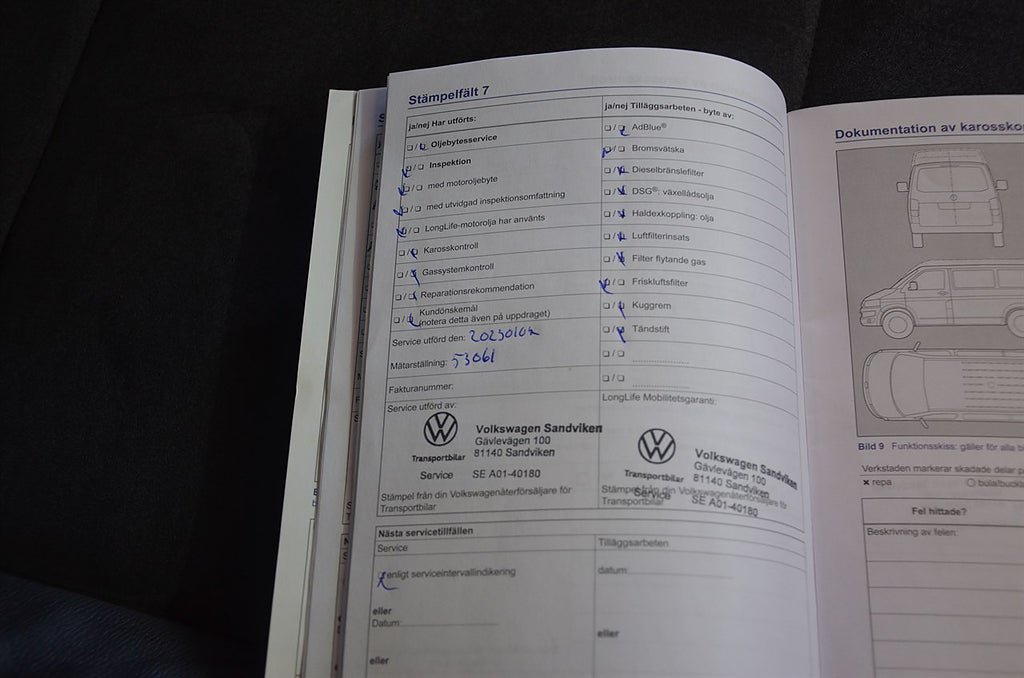 Stämpelfält 7
ja/nej Har utförts:
☐/☐ Oljebytesservice
☐/☐ Inspektion
☐/☐ med motoroljebyte
☐/☐ med utvidgad inspektionsomfattning
☐/☐ LongLife-motorolja har använts
☐/☐ Karosskontroll
☐/☐ Gassystemkontroll
☐/☐ Reparationsrekommendation
☐/☐ Kundönskemål
(notera detta även på uppdraget)
Service utförd den: 20230102
Mätarställning: 53061
Fakturanummer:
Service utförd av:
Volkswagen Sandviken
Gävlevägen 100
81140 Sandviken
Transportbilar
Service SE A01-40180
Stämpel från din Volkswagenåterförsäljare för
Transportbilar
ja/nej Tilläggsarbeten - byte av:
☐/☐ AdBlue®
☐/☐ Bromsvätska
☐/☐ Dieselbränslefilter
☐/☐ DSG®: växellådsolja
☐/☐ Haldexkoppling: olja
☐/☐ Luftfilterinsats
☐/☐ Filter flytande gas
☐/☐ Friskluftsfilter
☐/☐ Kuggrem
☐/☐ Tändstift
☐/☐
☐/☐
LongLife Mobilitetsgaranti:
Volkswagen Sandviken
Gävlevägen 100
81140 Sandviken
Transportbilar
Service SE A01-40180
Stämpel från din Volkswagenåterförsäljare för
Transportbilar
Nästa servicetillfällen
Service
enligt serviceintervallindikering
eller
Datum:
eller
Tilläggsarbeten
datum:
eller
Dokumentation av
Bild 9 Funktionsskiss: gäller för alla
Verkstaden markerar skadade delar
× repa
Fel hittade?
Beskrivning av felen: